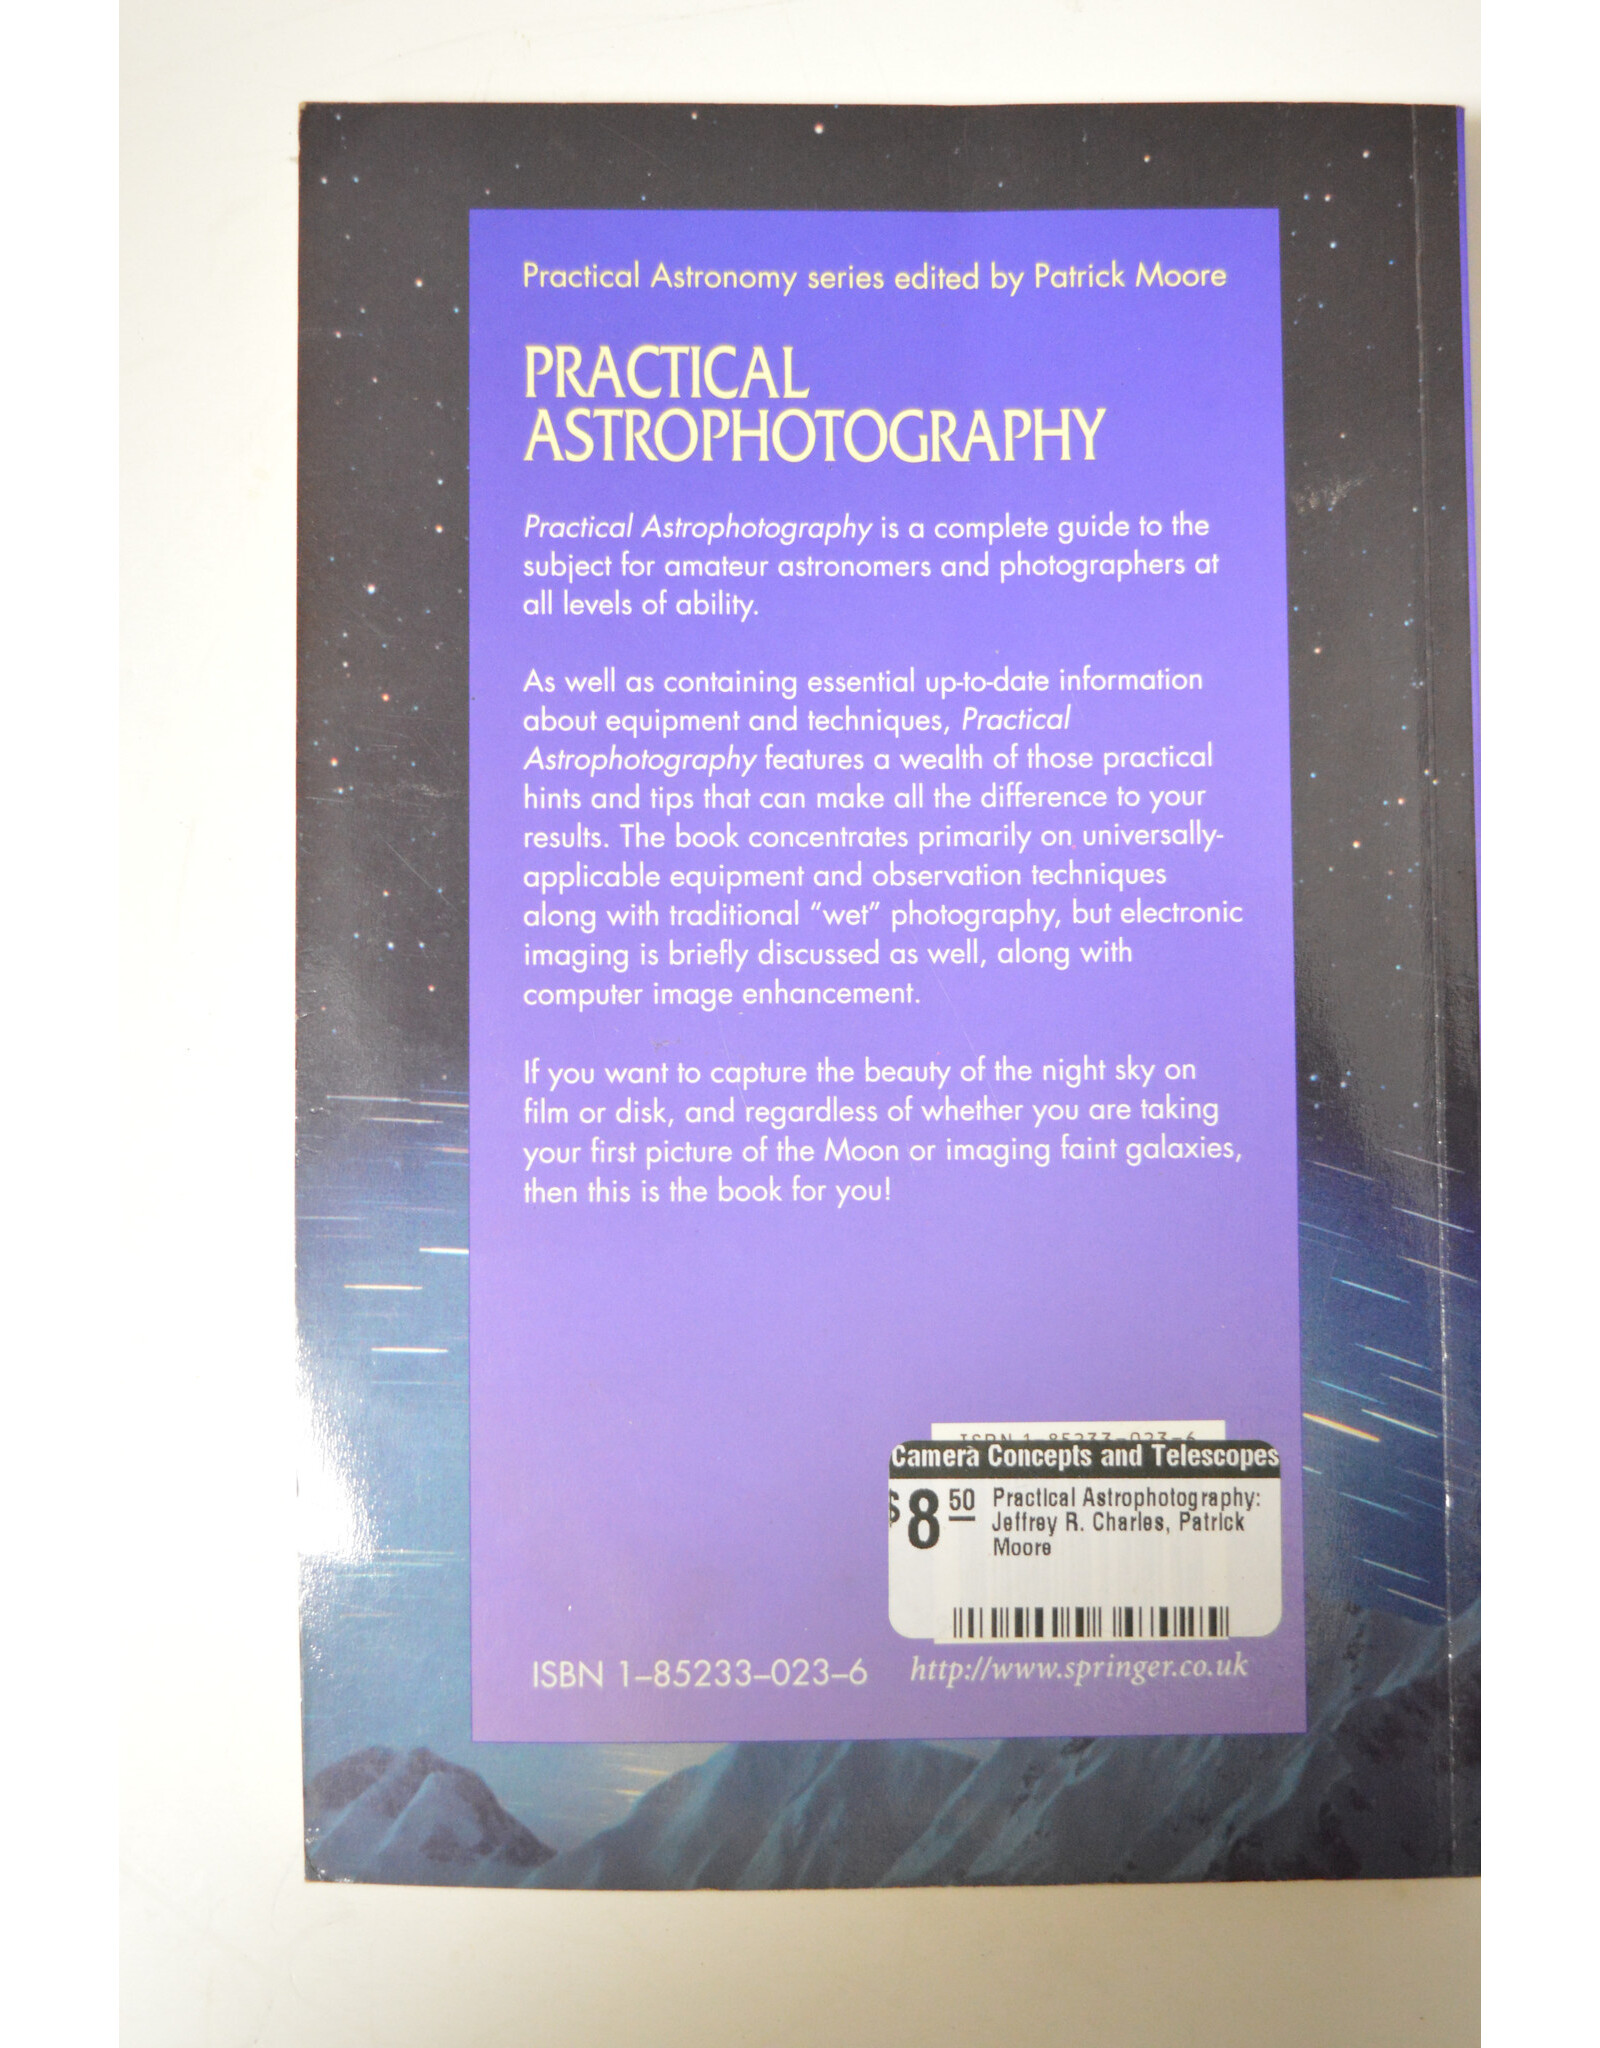 Practical Astronomy series edited by Patrick Moore
PRACTICAL
ASTROPHOTOGRAPHY
Practical Astrophotography is a complete guide to the
subject for amateur astronomers and photographers at
all levels of ability.
As well as containing essential up-to-date information
about equipment and techniques, Practical
Astrophotography features a wealth of those practical
hints and tips that can make all the difference to your
results. The book concentrates primarily on universally-
applicable equipment and observation techniques
along with traditional “wet” photography, but electronic
imaging is briefly discussed as well, along with
computer image enhancement.
If you want to capture the beauty of the night sky on
film or disk, and regardless of whether you are taking
your first picture of the Moon or imaging faint galaxies,
then this is the book for you!
ISBN 1-85233-023-6
Camera Concepts and Telescopes
$8 50
Practical Astrophotography:
Jeffrey R. Charles, Patrick
Moore
ISBN 1–85233–023–6
http://www.springer.co.uk